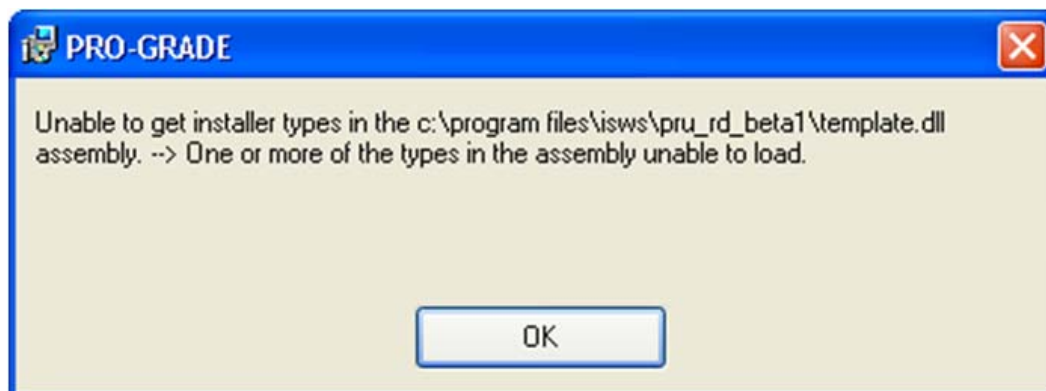 PRO-GRADE
Unable to get installer types in the c:\program files\isws\pru_rd_beta1\template.dll
assembly. --> One or more of the types in the assembly unable to load.
OK